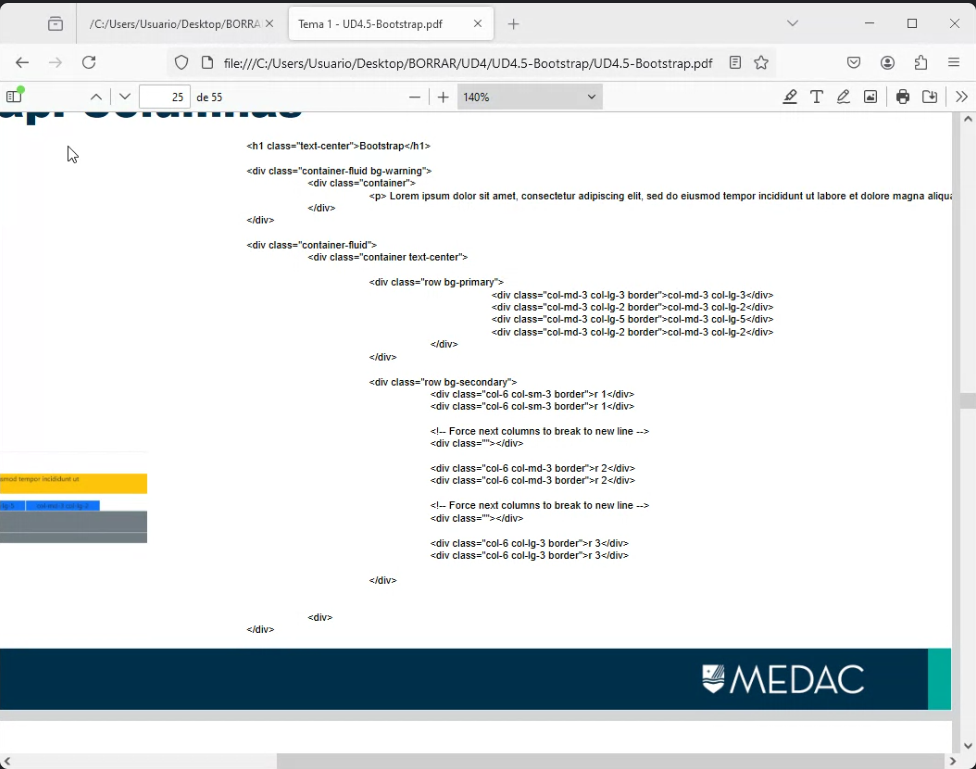 /C:/Users/Usuario/Desktop/BORRA
Tema 1 - UD4.5-Bootstrap.pdf
file:///C:/Users/Usuario/Desktop/BORRAR/UD4/UD4.5-Bootstrap/UD4.5-Bootstrap.pdf
25 de 55
140%
ap: Columnas
<h1 class="text-center">Bootstrap</h1>
<div class="container-fluid bg-warning">
<div class="container">
<p> Lorem ipsum dolor sit amet, consectetur adipiscing elit, sed do eiusmod tempor incididunt ut labore et dolore magna aliqua
</div>
</div>
<div class="container-fluid">
<div class="container text-center">
<div class="row bg-primary">
<div class="col-md-3 col-lg-3 border">col-md-3 col-lg-3</div>
<div class="col-md-3 col-lg-2 border">col-md-3 col-lg-2</div>
<div class="col-md-3 col-lg-5 border">col-md-3 col-lg-5</div>
<div class="col-md-3 col-lg-2 border">col-md-3 col-lg-2</div>
</div>
</div>
<div class="row bg-secondary">
<div class="col-6 col-sm-3 border">r 1</div>
<div class="col-6 col-sm-3 border">r 1</div>
<!-- Force next columns to break to new line -->
<div class=""></div>
<div class="col-6 col-md-3 border">r 2</div>
<div class="col-6 col-md-3 border">r 2</div>
<!-- Force next columns to break to new line -->
<div class=""></div>
<div class="col-6 col-lg-3 border">r 3</div>
<div class="col-6 col-lg-3 border">r 3</div>
</div>
<div>
</div>
smod tempor incididunt ut
col-md-3 col-lg-2
MEDAC